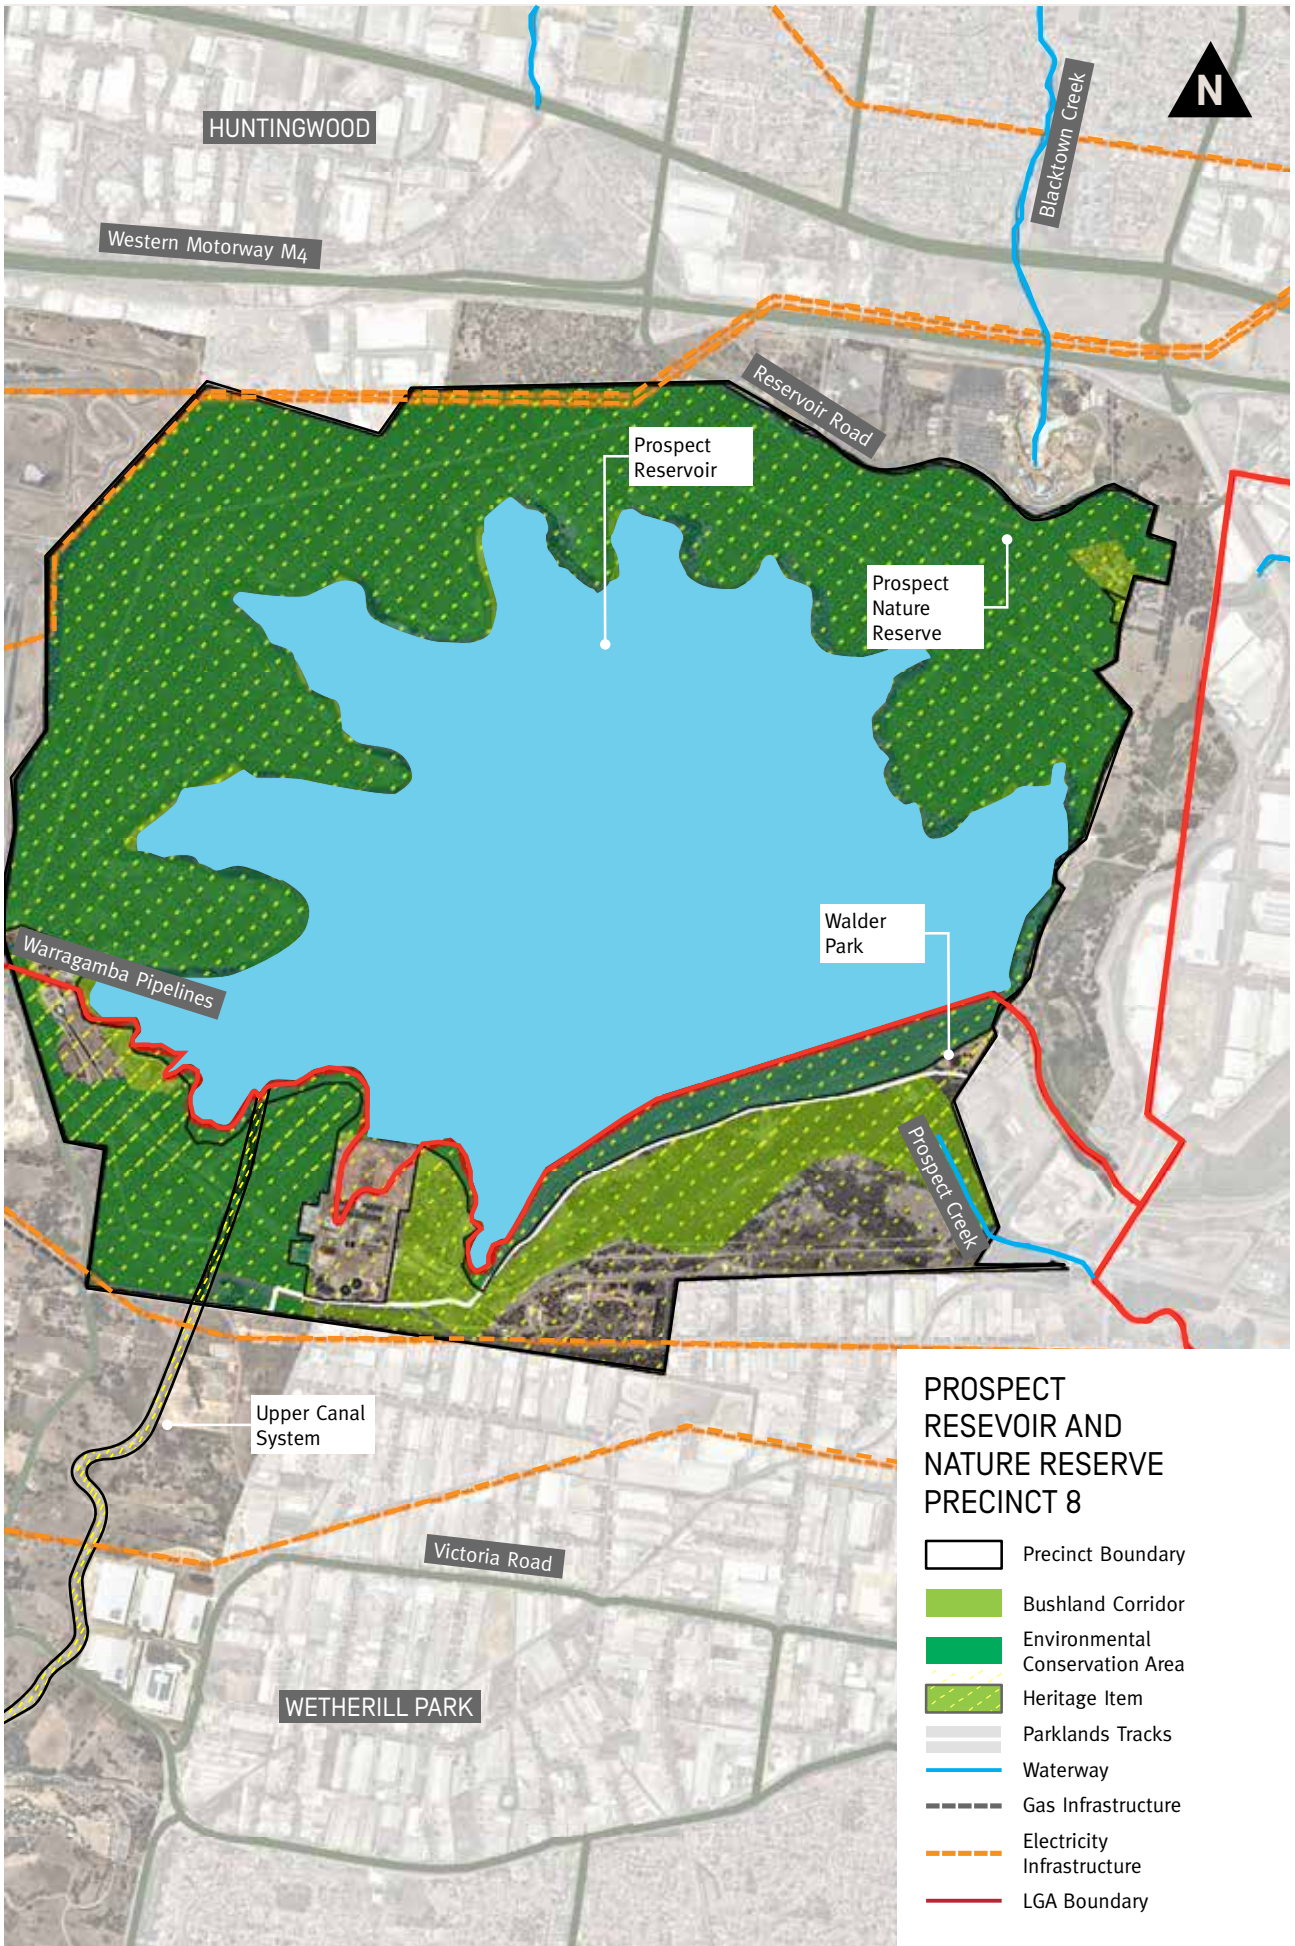 N
HUNTINGWOOD
Blacktown Creek
Western Motorway M4
Reservoir Road
Prospect
Reservoir
Prospect
Nature
Reserve
Walder
Park
Warragamba Pipelines
Prospect Creek
Upper Canal
System
Victoria Road
WETHERILL PARK
PROSPECT
RESEVOIR AND
NATURE RESERVE
PRECINCT 8
Precinct Boundary
Bushland Corridor
Environmental
Conservation Area
Heritage Item
Parklands Tracks
Waterway
Gas Infrastructure
Electricity
Infrastructure
LGA Boundary